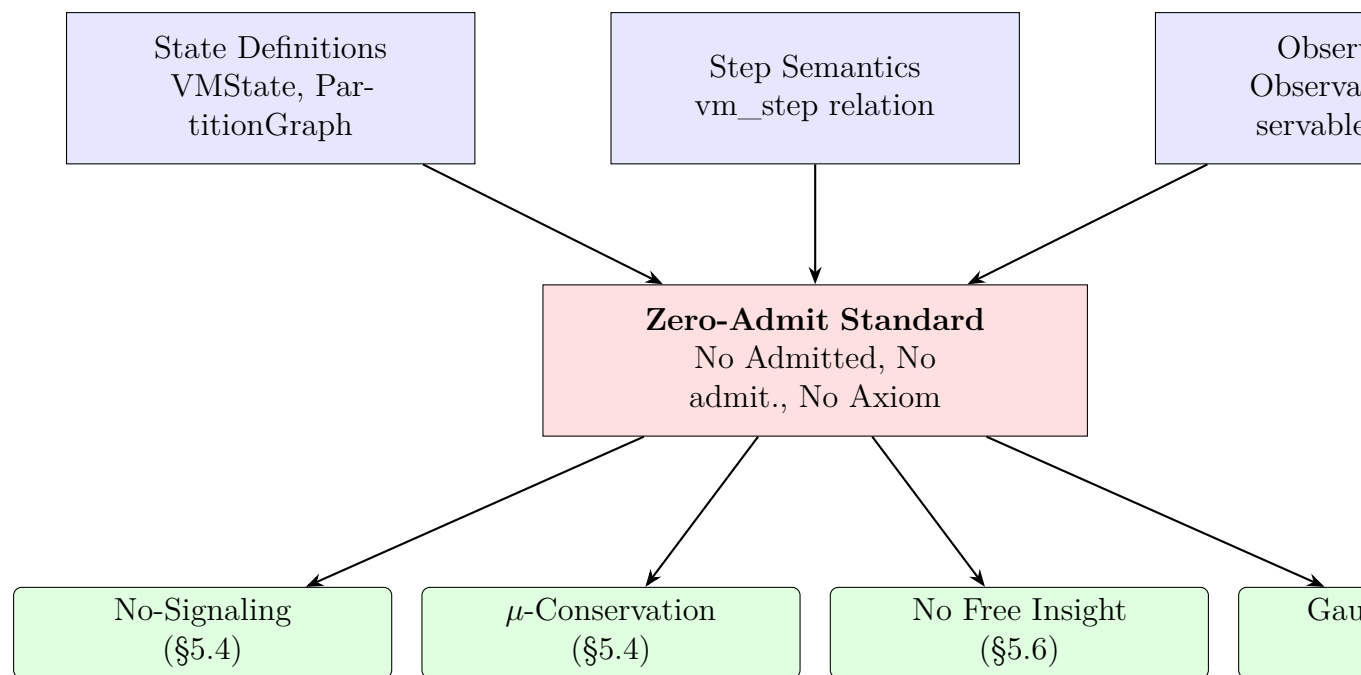 State Definitions
VMState, Par-
titionGraph
Step Semantics
vm_step relation
Zero-Admit Standard
No Admitted, No
admit., No Axiom
No-Signaling
(§5.4)
μ-Conservation
(§5.4)
No Free Insight
(§5.6)